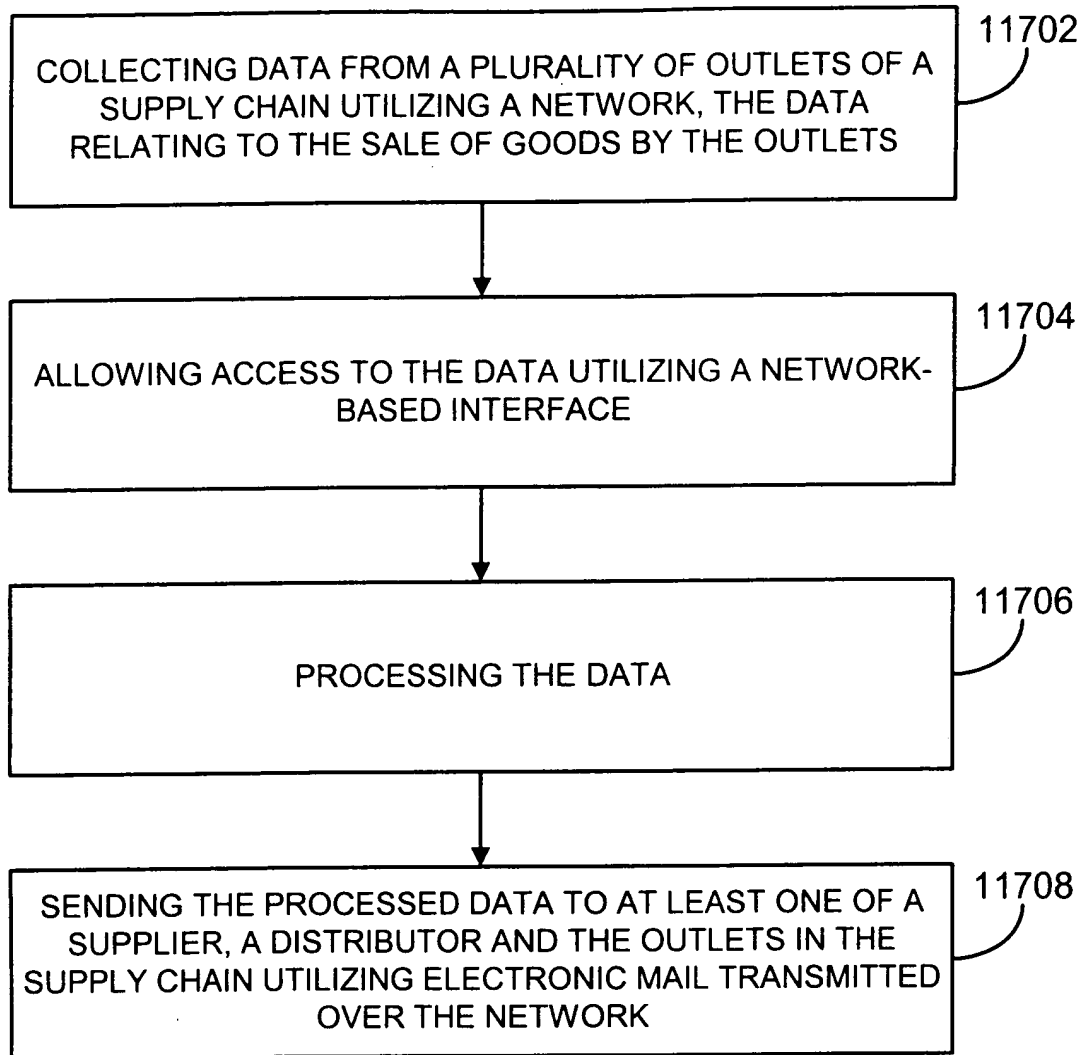 11702
COLLECTING DATA FROM A PLURALITY OF OUTLETS OF A
SUPPLY CHAIN UTILIZING A NETWORK, THE DATA
RELATING TO THE SALE OF GOODS BY THE OUTLETS
11704
ALLOWING ACCESS TO THE DATA UTILIZING A NETWORK-
BASED INTERFACE
11706
PROCESSING THE DATA
11708
SENDING THE PROCESSED DATA TO AT LEAST ONE OF A
SUPPLIER, A DISTRIBUTOR AND THE OUTLETS IN THE
SUPPLY CHAIN UTILIZING ELECTRONIC MAIL TRANSMITTED
OVER THE NETWORK